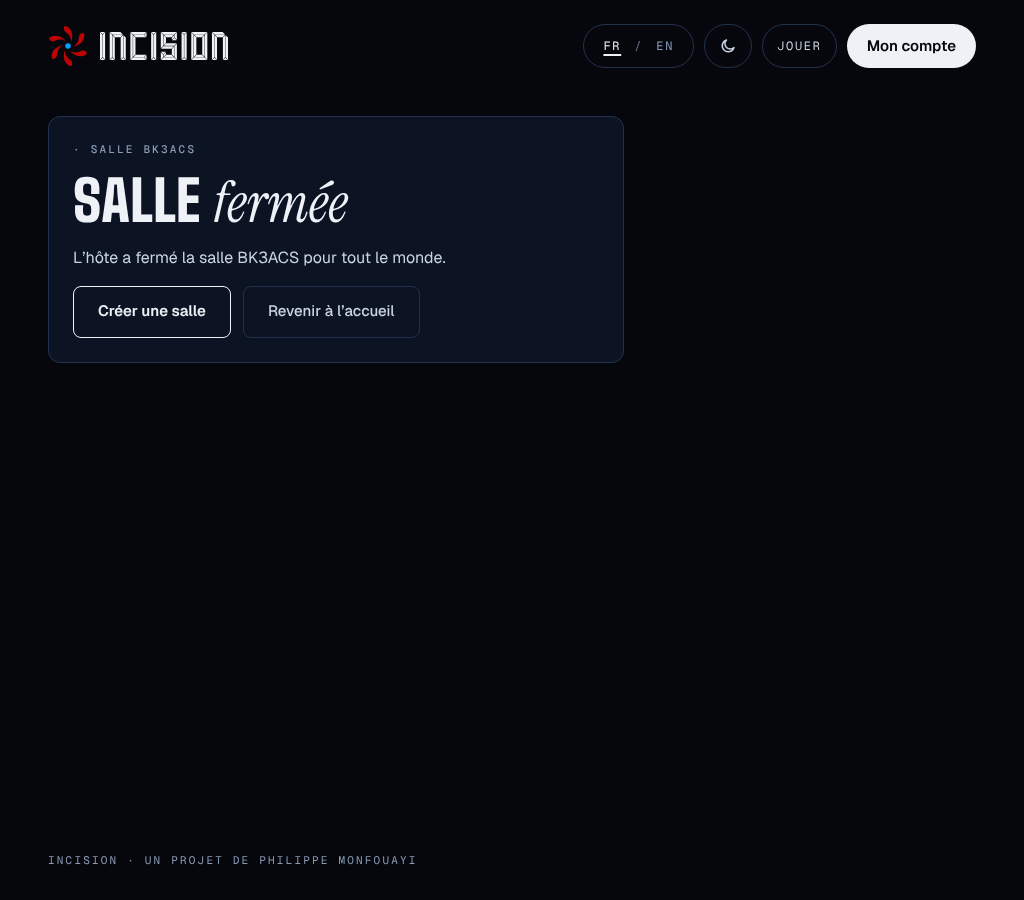 INCISION
FR / EN
JOUER
Mon compte
· SALLE BK3ACS
SALLE fermée
L’hôte a fermé la salle BK3ACS pour tout le monde.
Créer une salle
Revenir à l’accueil
INCISION · UN PROJET DE PHILIPPE MONFOUAYI